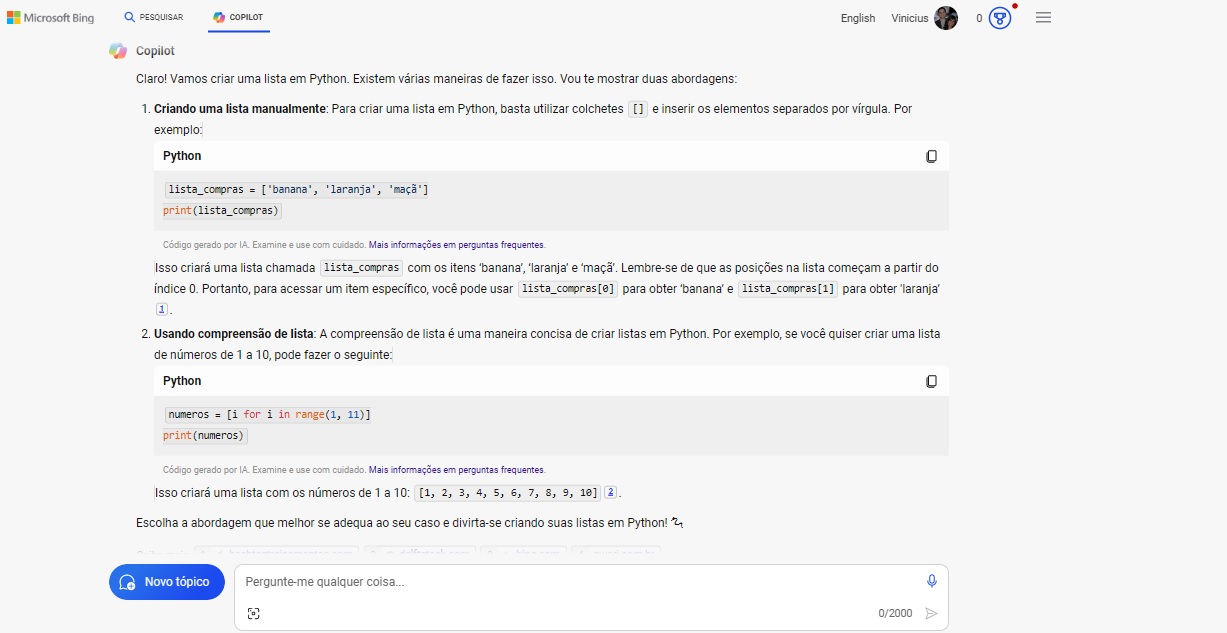 Microsoft Bing PESQUISAR COPILOT English Vinicius 0
Copilot
Claro! Vamos criar uma lista em Python. Existem várias maneiras de fazer isso. Vou te mostrar duas abordagens:
1. Criando uma lista manualmente: Para criar uma lista em Python, basta utilizar colchetes [] e inserir os elementos separados por vírgula. Por
exemplo:
Python
lista_compras = ['banana', 'laranja', 'maçã']
print(lista_compras)
Código gerado por IA. Examine e use com cuidado. Mais informações em perguntas frequentes.
Isso criará uma lista chamada lista_compras com os itens ‘banana’, ‘laranja’ e ‘maçã’. Lembre-se de que as posições na lista começam a partir do
índice 0. Portanto, para acessar um item específico, você pode usar lista_compras[0] para obter ‘banana’ e lista_compras[1] para obter 'laranja’
1.
2. Usando compreensão de lista: A compreensão de lista é uma maneira concisa de criar listas em Python. Por exemplo, se você quiser criar uma lista
de números de 1 a 10, pode fazer o seguinte:
Python
numeros = [i for i in range(1, 11)]
print(numeros)
Código gerado por IA. Examine e use com cuidado. Mais informações em perguntas frequentes.
Isso criará uma lista com os números de 1 a 10: [1, 2, 3, 4, 5, 6, 7, 8, 9, 10] 2.
Escolha a abordagem que melhor se adequa ao seu caso e divirta-se criando suas listas em Python!
Novo tópico
Pergunte-me qualquer coisa...
0/2000